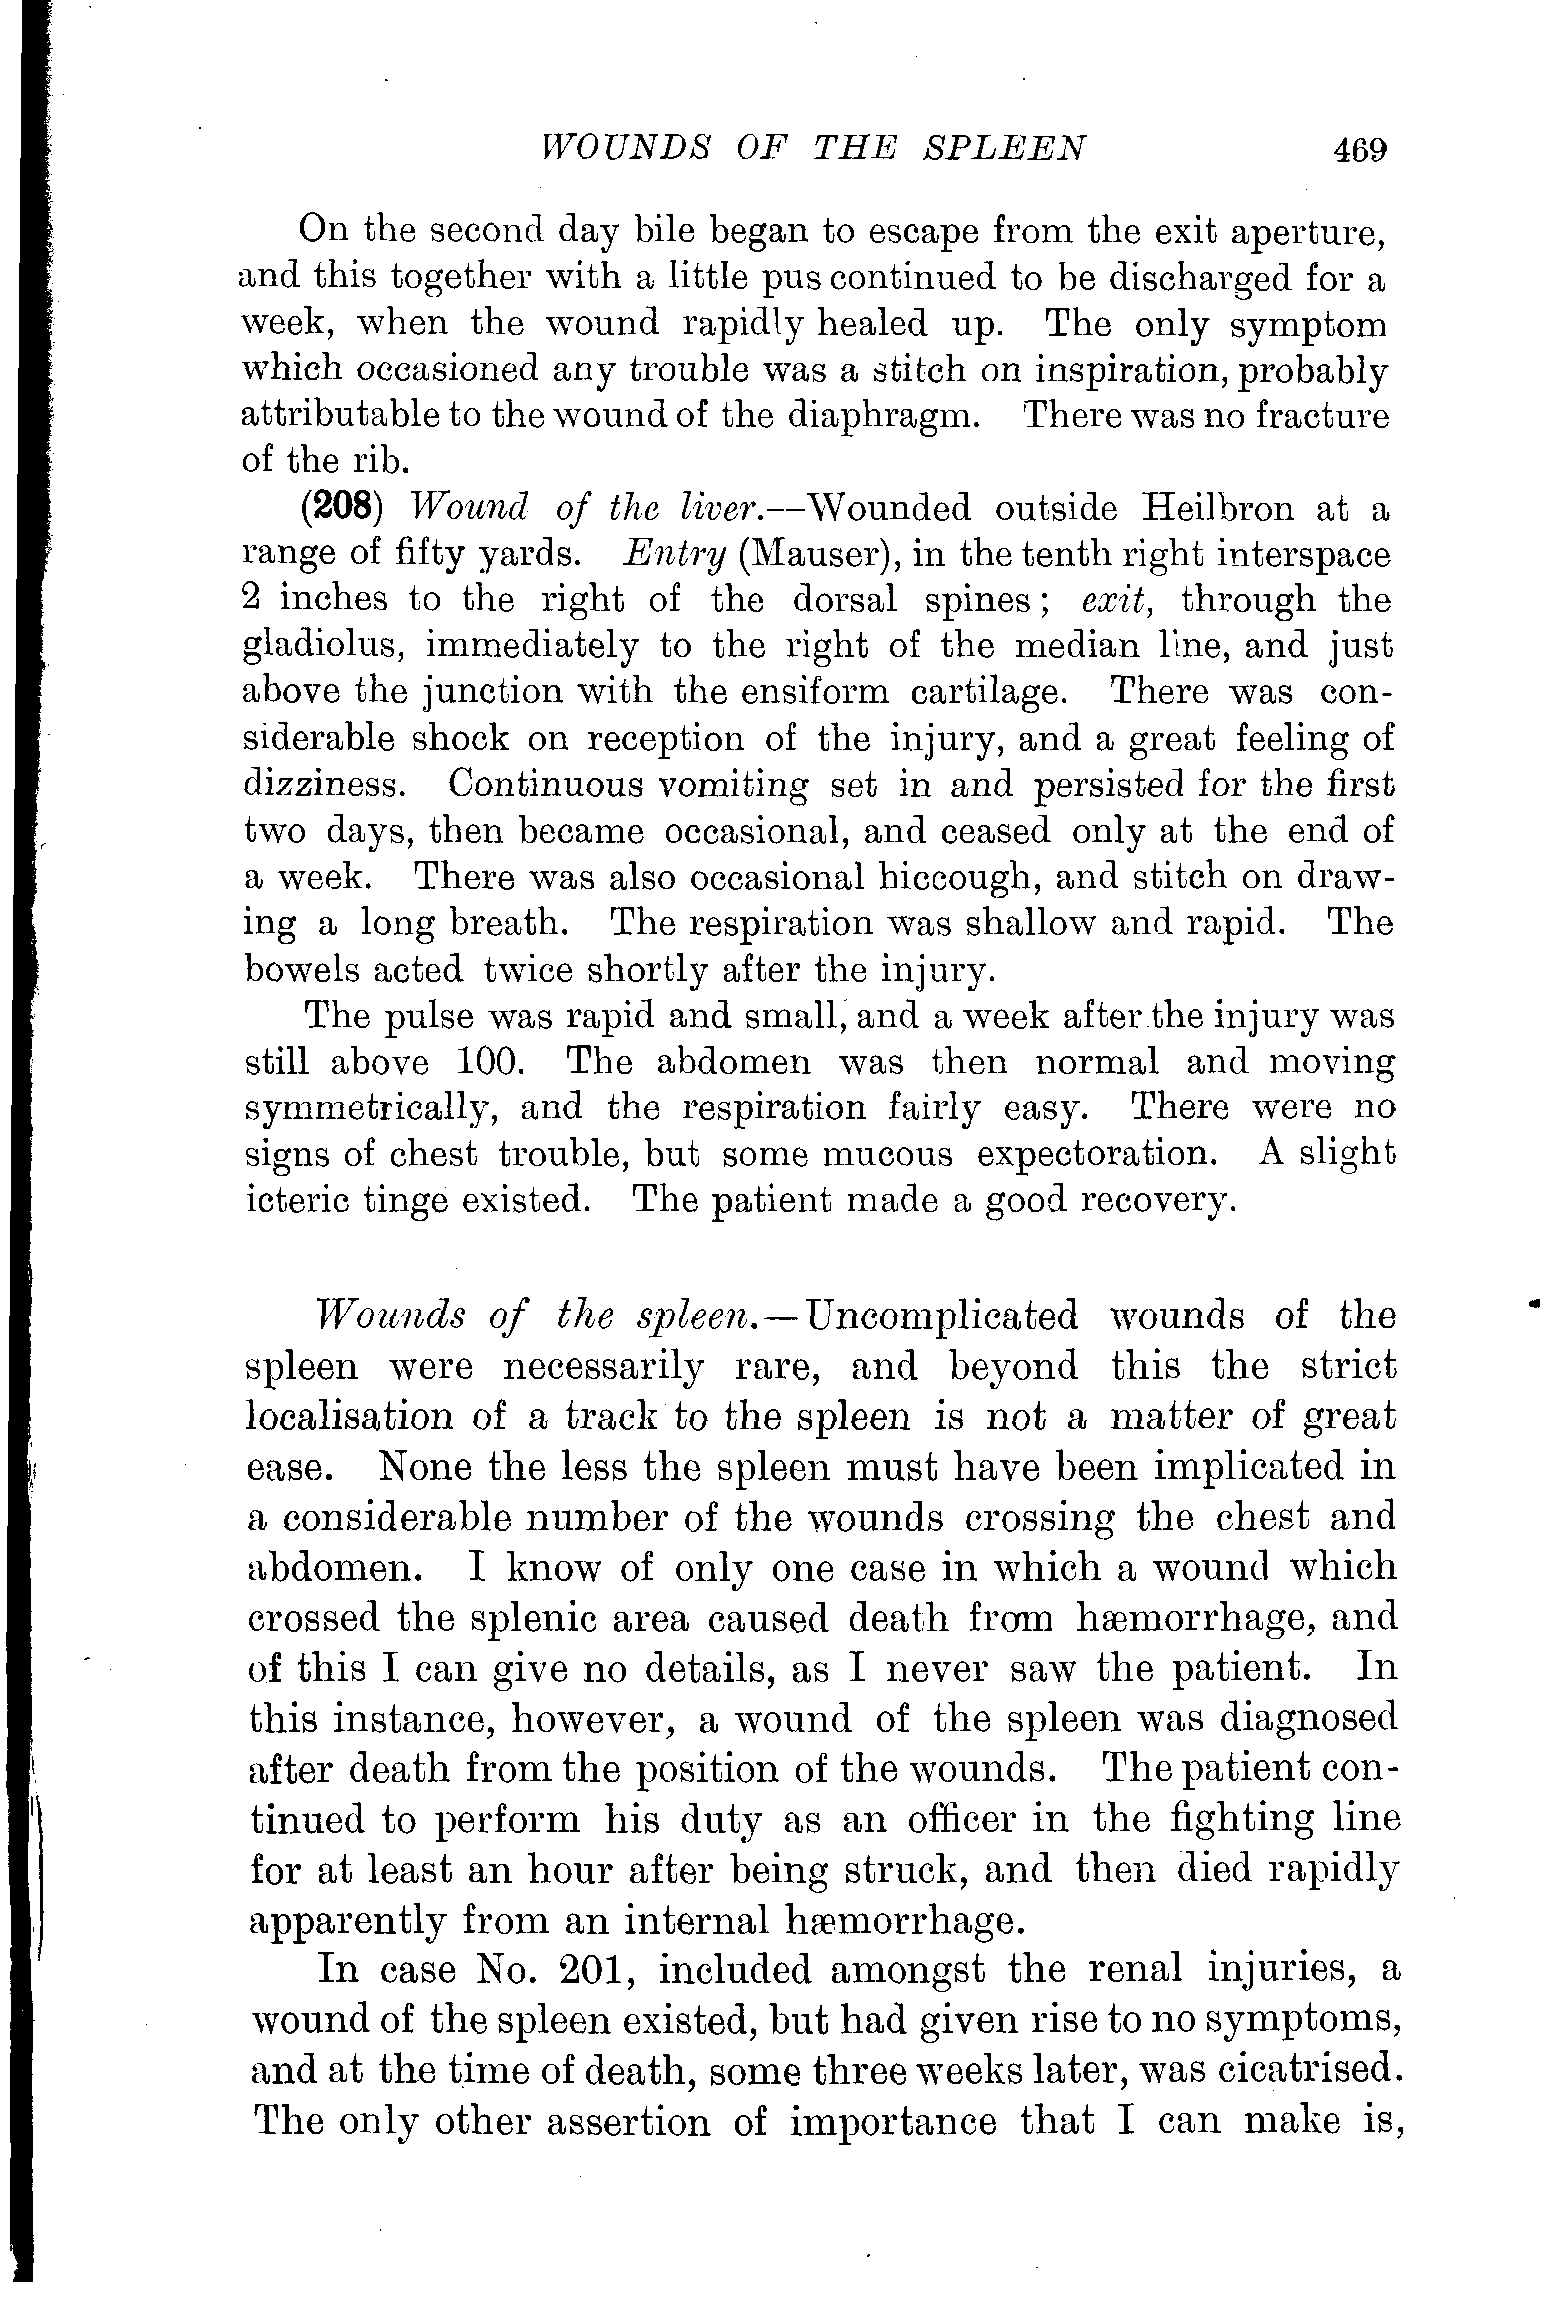 WOUNDS OF THE SPLEEN 469
On the second day bile began to escape from the exit aperture,
and this together with a little pus continued to be discharged for a
week, when the wound rapidly healed up. The only symptom
which occasioned any trouble was a stitch on inspiration, probably
attributable to the wound of the diaphragm. There was no fracture
of the rib.
(208) Wound of the liver.--Wounded outside Heilbron at a
range of fifty yards. Entry (Mauser), in the tenth right interspace
2 inches to the right of the dorsal spines; exit, through the
gladiolus, immediately to the right of the median line, and just
above the junction with the ensiform cartilage. There was con-
siderable shock on reception of the injury, and a great feeling of
dizziness. Continuous vomiting set in and persisted for the first
two days, then became occasional, and ceased only at the end of
a week. There was also occasional hiccough, and stitch on draw-
ing a long breath. The respiration was shallow and rapid. The
bowels acted twice shortly after the injury.
The pulse was rapid and small, and a week after the injury was
still above 100. The abdomen was then normal and moving
symmetrically, and the respiration fairly easy. There were no
signs of chest trouble, but some mucous expectoration. A slight
icteric tinge existed. The patient made a good recovery.
Wounds of the spleen.—Uncomplicated wounds of the
spleen were necessarily rare, and beyond this the strict
localisation of a track to the spleen is not a matter of great
ease. None the less the spleen must have been implicated in
a considerable number of the wounds crossing the chest and
abdomen. I know of only one case in which a wound which
crossed the splenic area caused death from hæmorrhage, and
of this I can give no details, as I never saw the patient. In
this instance, however, a wound of the spleen was diagnosed
after death from the position of the wounds. The patient con-
tinued to perform his duty as an officer in the fighting line
for at least an hour after being struck, and then died rapidly
apparently from an internal hæmorrhage.
In case No. 201, included amongst the renal injuries, a
wound of the spleen existed, but had given rise to no symptoms,
and at the time of death, some three weeks later, was cicatrised.
The only other assertion of importance that I can make is,